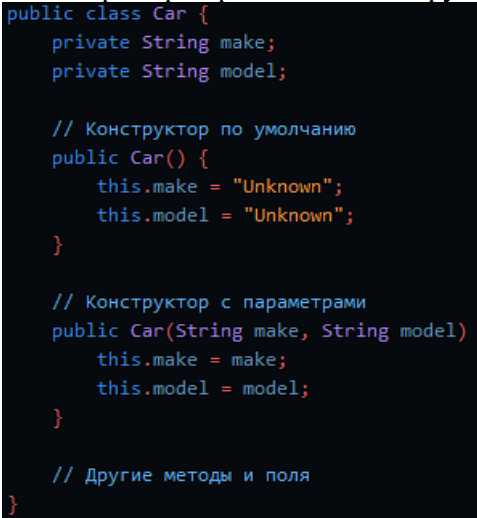 public class Car {
    private String make;
    private String model;

    // Конструктор по умолчанию
    public Car() {
        this.make = "Unknown";
        this.model = "Unknown";
    }

    // Конструктор с параметрами
    public Car(String make, String model)
        this.make = make;
        this.model = model;
    }

    // Другие методы и поля
}